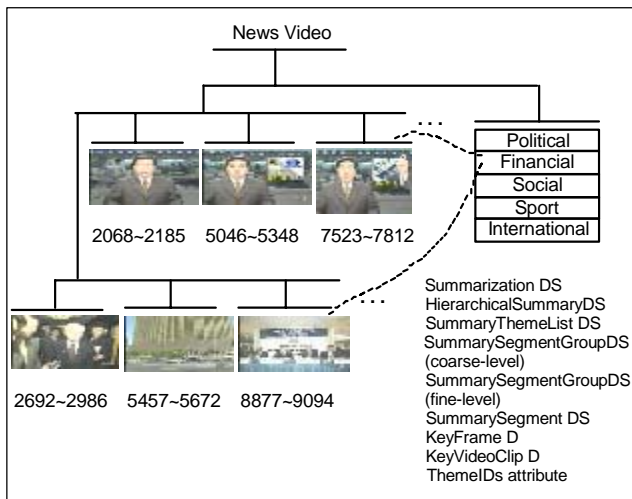 News Video
...
Political
Financial
Social
Sport
International
2068~2185 5046~5348 7523~7812
...
Summarization DS
HierarchicalSummaryDS
SummaryThemeList DS
SummarySegmentGroupDS
(coarse-level)
SummarySegmentGroupDS
(fine-level)
SummarySegment DS
KeyFrame D
KeyVideoClip D
ThemeIDs attribute
2692~2986 5457~5672 8877~9094